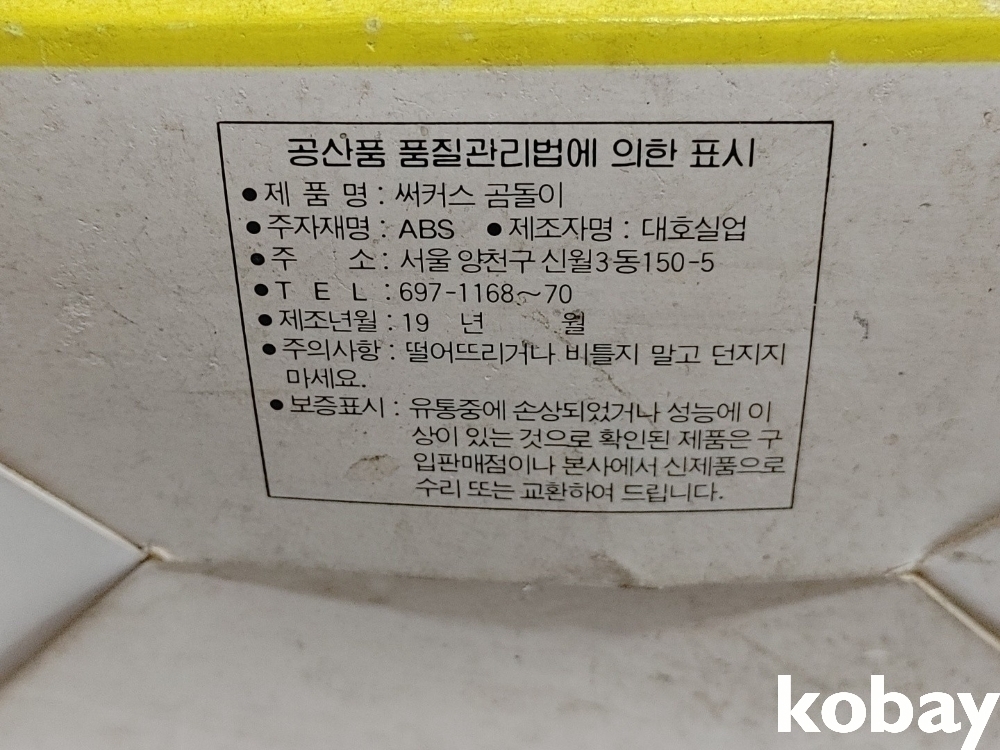 공산품 품질관리법에 의한 표시
●제 품 명 : 써커스 곰돌이
●주자재명 : ABS ●제조자명 : 대호실업
●주 소 : 서울 양천구 신월3동150-5
●T E L : 697-1168~70
●제조년월 : 19 년 월
●주의사항 : 떨어뜨리거나 비틀지 말고 던지지
마세요.
●보증표시 : 유통중에 손상되었거나 성능에 이
상이 있는 것으로 확인된 제품은 구
입판매점이나 본사에서 신제품으로
수리 또는 교환하여 드립니다.
kobay